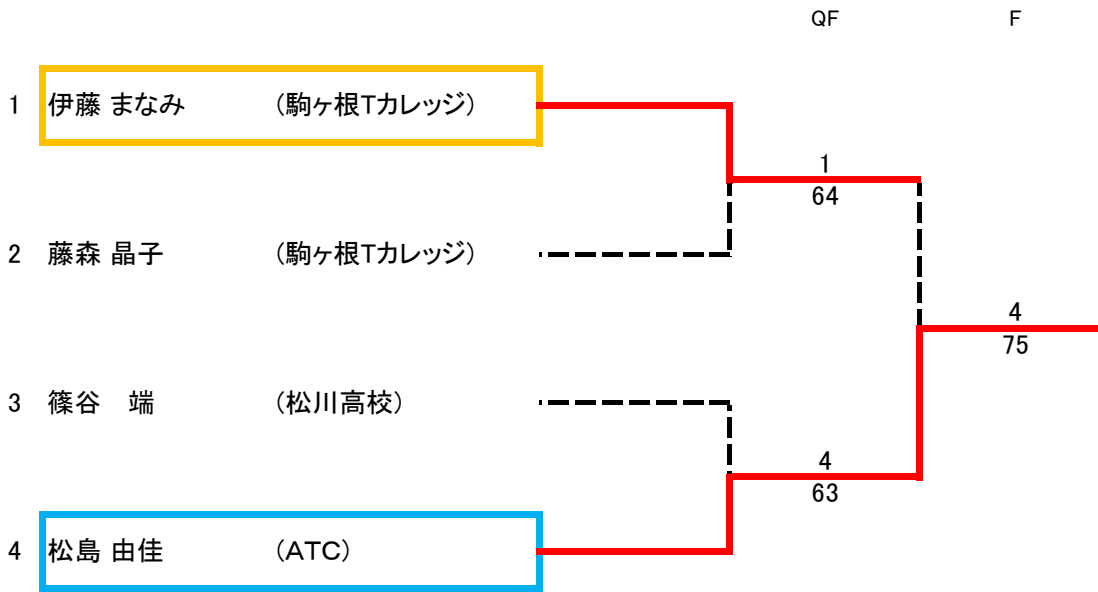 QF F
1 伊藤 まなみ (駒ヶ根Tカレッジ)
1
64
2 藤森 晶子 (駒ヶ根Tカレッジ)
4
75
3 篠谷 端 (松川高校)
4
63
4 松島 由佳 (ATC)